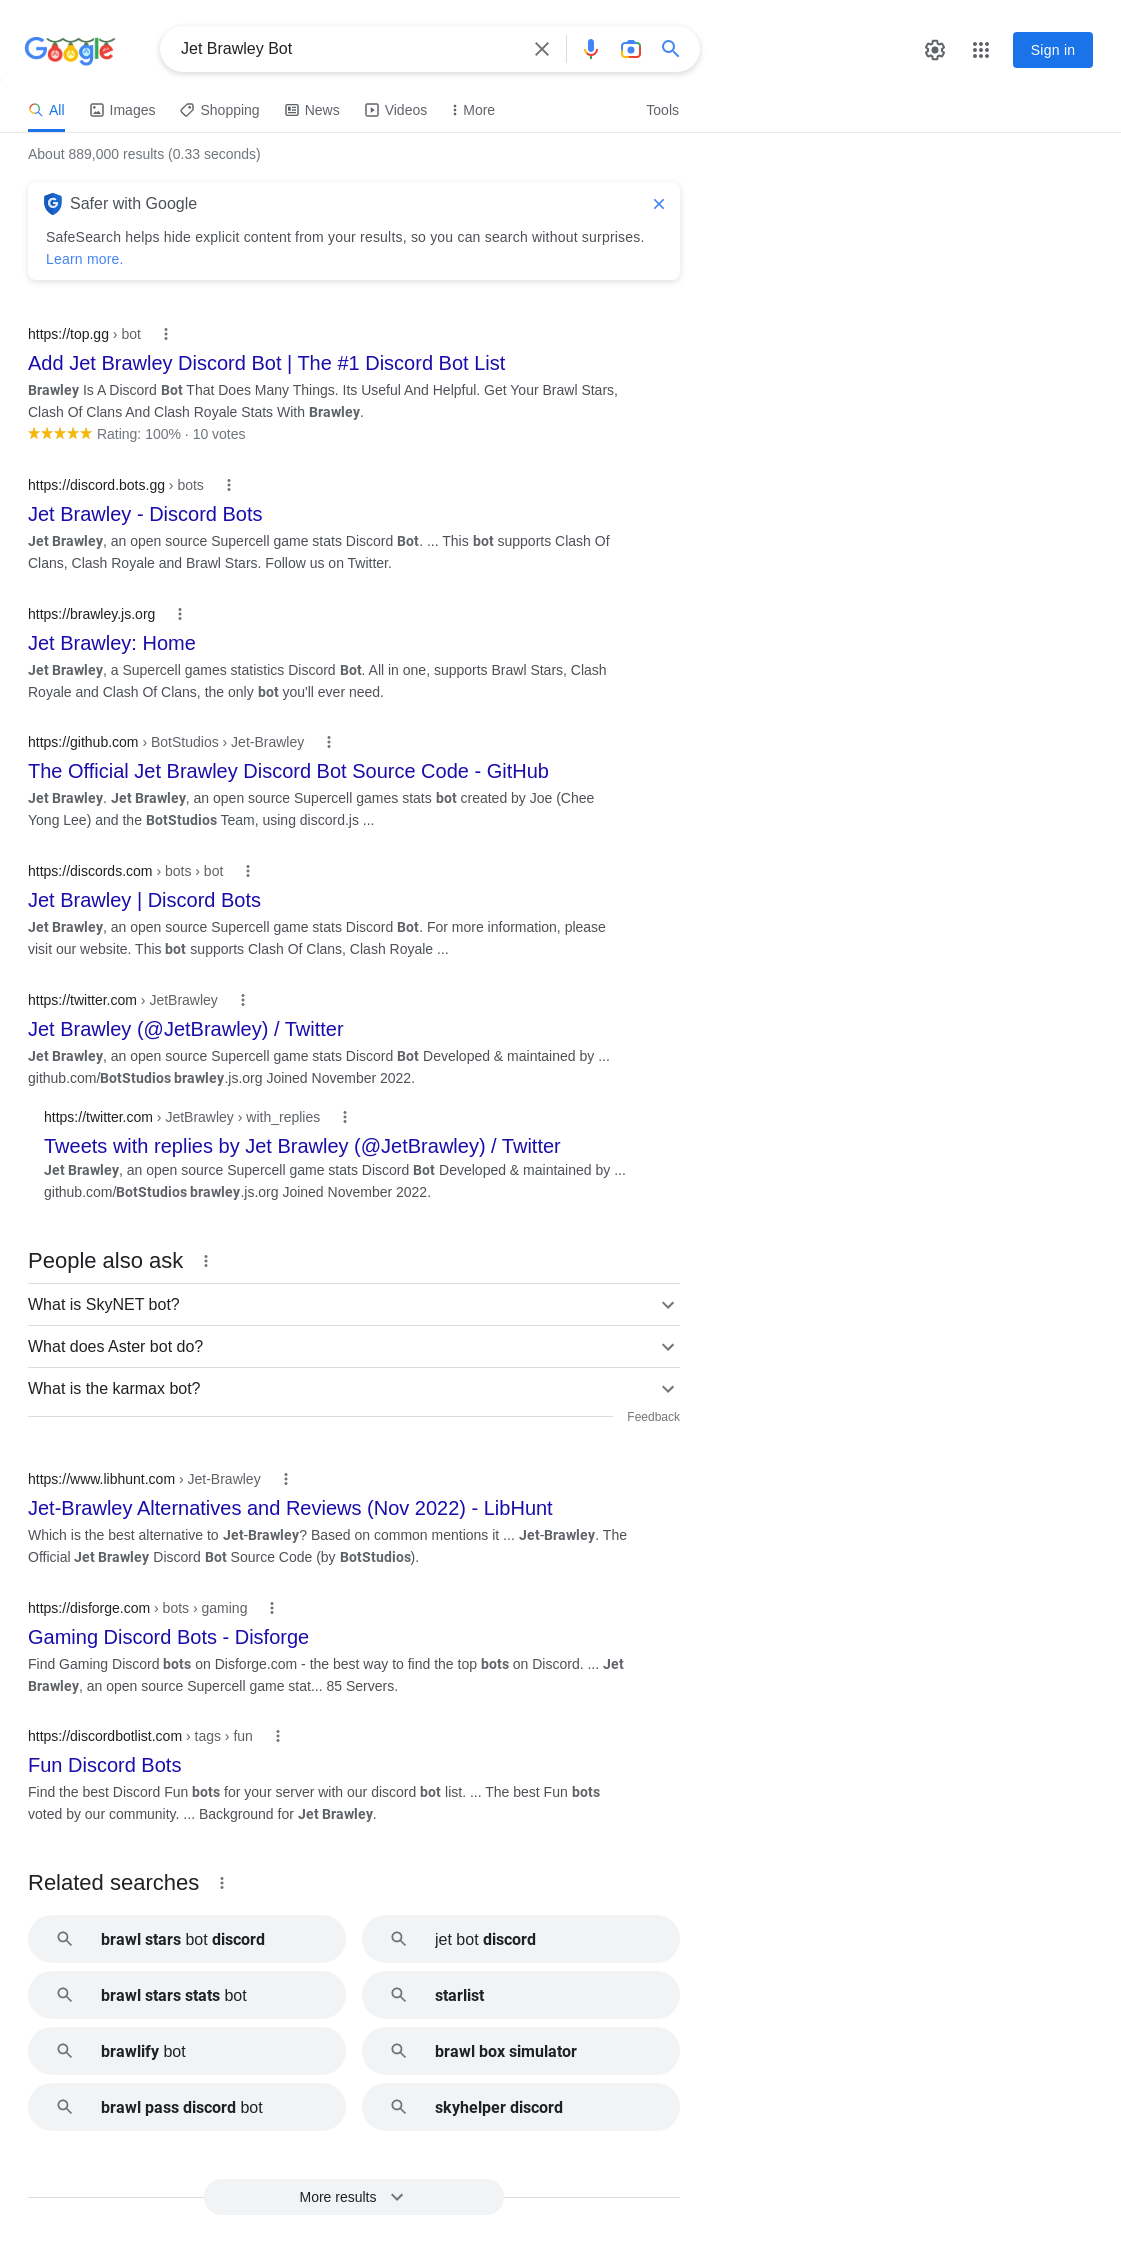 Google
Jet Brawley Bot
Sign in
All Images Shopping News Videos More Tools
About 889,000 results (0.33 seconds)
G Safer with Google
SafeSearch helps hide explicit content from your results, so you can search without surprises.
Learn more.
https://top.gg › bot
Add Jet Brawley Discord Bot | The #1 Discord Bot List
Brawley Is A Discord Bot That Does Many Things. Its Useful And Helpful. Get Your Brawl Stars,
Clash Of Clans And Clash Royale Stats With Brawley.
Rating: 100% · 10 votes
https://discord.bots.gg › bots
Jet Brawley - Discord Bots
Jet Brawley, an open source Supercell game stats Discord Bot. ... This bot supports Clash Of
Clans, Clash Royale and Brawl Stars. Follow us on Twitter.
https://brawley.js.org
Jet Brawley: Home
Jet Brawley, a Supercell games statistics Discord Bot. All in one, supports Brawl Stars, Clash
Royale and Clash Of Clans, the only bot you'll ever need.
https://github.com › BotStudios › Jet-Brawley
The Official Jet Brawley Discord Bot Source Code - GitHub
Jet Brawley. Jet Brawley, an open source Supercell games stats bot created by Joe (Chee
Yong Lee) and the BotStudios Team, using discord.js ...
https://discords.com › bots › bot
Jet Brawley | Discord Bots
Jet Brawley, an open source Supercell game stats Discord Bot. For more information, please
visit our website. This bot supports Clash Of Clans, Clash Royale ...
https://twitter.com › JetBrawley
Jet Brawley (@JetBrawley) / Twitter
Jet Brawley, an open source Supercell game stats Discord Bot Developed & maintained by ...
github.com/BotStudios brawley.js.org Joined November 2022.
https://twitter.com › JetBrawley › with_replies
Tweets with replies by Jet Brawley (@JetBrawley) / Twitter
Jet Brawley, an open source Supercell game stats Discord Bot Developed & maintained by ...
github.com/BotStudios brawley.js.org Joined November 2022.
People also ask
What is SkyNET bot?
What does Aster bot do?
What is the karmax bot?
Feedback
https://www.libhunt.com › Jet-Brawley
Jet-Brawley Alternatives and Reviews (Nov 2022) - LibHunt
Which is the best alternative to Jet-Brawley? Based on common mentions it ... Jet-Brawley. The
Official Jet Brawley Discord Bot Source Code (by BotStudios).
https://disforge.com › bots › gaming
Gaming Discord Bots - Disforge
Find Gaming Discord bots on Disforge.com - the best way to find the top bots on Discord. ... Jet
Brawley, an open source Supercell game stat... 85 Servers.
https://discordbotlist.com › tags › fun
Fun Discord Bots
Find the best Discord Fun bots for your server with our discord bot list. ... The best Fun bots
voted by our community. ... Background for Jet Brawley.
Related searches
brawl stars bot discord
jet bot discord
brawl stars stats bot
starlist
brawlify bot
brawl box simulator
brawl pass discord bot
skyhelper discord
More results